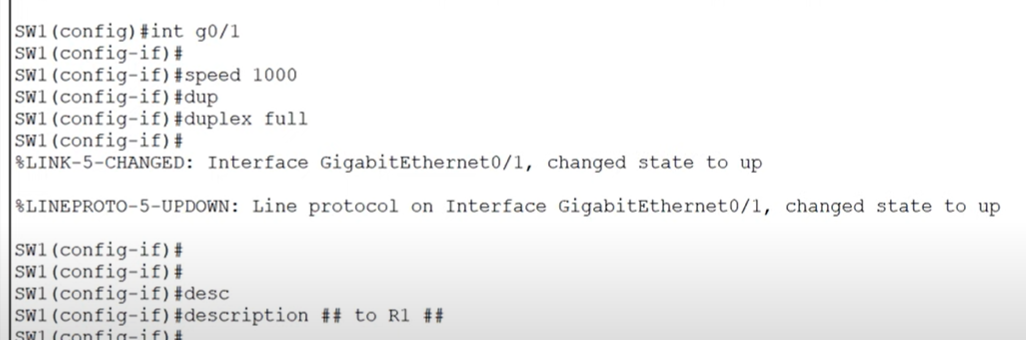 SW1(config)#int g0/1
SW1(config-if)#
SW1(config-if)#speed 1000
SW1(config-if)#dup
SW1(config-if)#duplex full
SW1(config-if)#
%LINK-5-CHANGED: Interface GigabitEthernet0/1, changed state to up
%LINEPROTO-5-UPDOWN: Line protocol on Interface GigabitEthernet0/1, changed state to up
SW1(config-if)#
SW1(config-if)#
SW1(config-if)#desc
SW1(config-if)#description ## to R1 ##
SW1(config-if)#